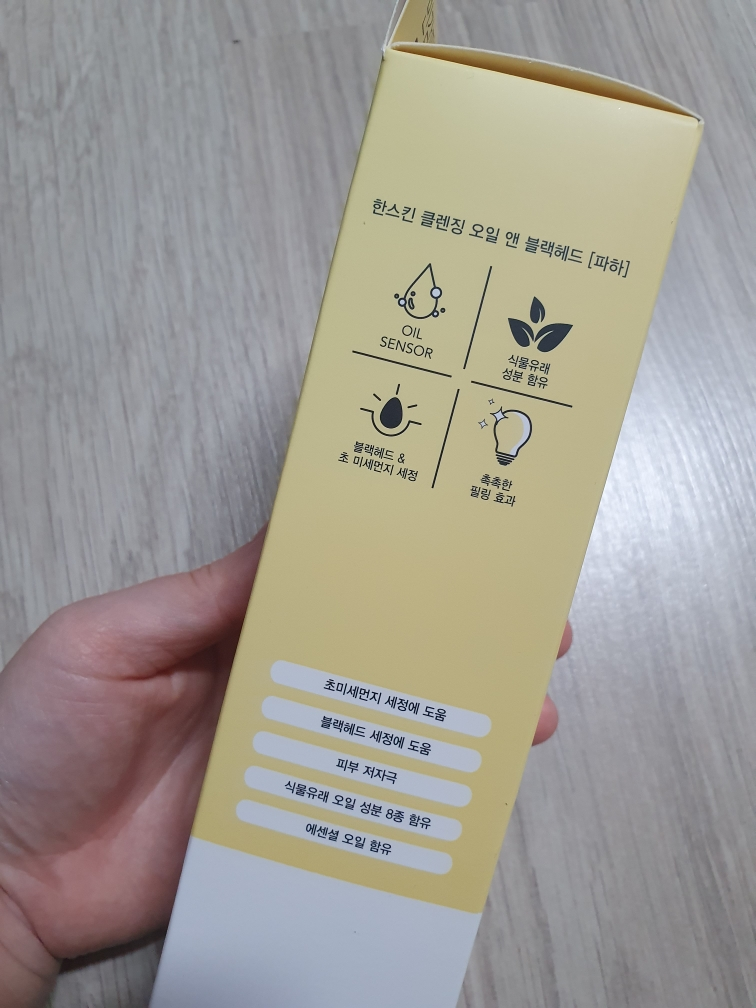 한스킨 클렌징 오일 앤 블랙헤드 [파하]
OIL
SENSOR
식물유래
성분 함유
블랙헤드 &
초 미세먼지 세정
촉촉한
필링 효과
초미세먼지 세정에 도움
블랙헤드 세정에 도움
피부 저자극
식물유래 오일 성분 8종 함유
에센셜 오일 함유